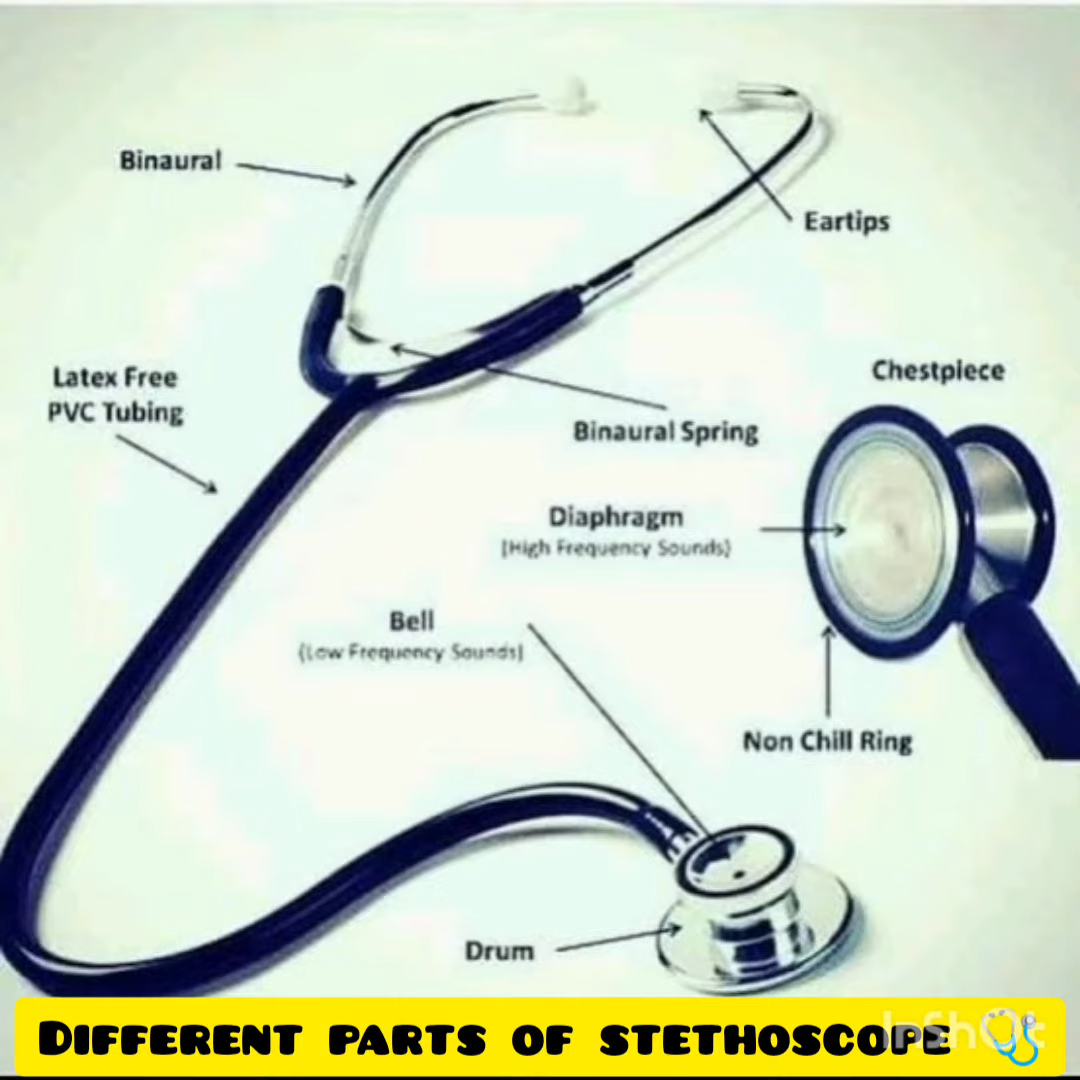 Binaural
Eartips
Latex Free
PVC Tubing
Chestpiece
Binaural Spring
Diaphragm
(High Frequency Sounds)
Bell
(Low Frequency Sounds)
Non Chill Ring
Drum
DIFFERENT PARTS OF STETHOSCOPE
InShOt